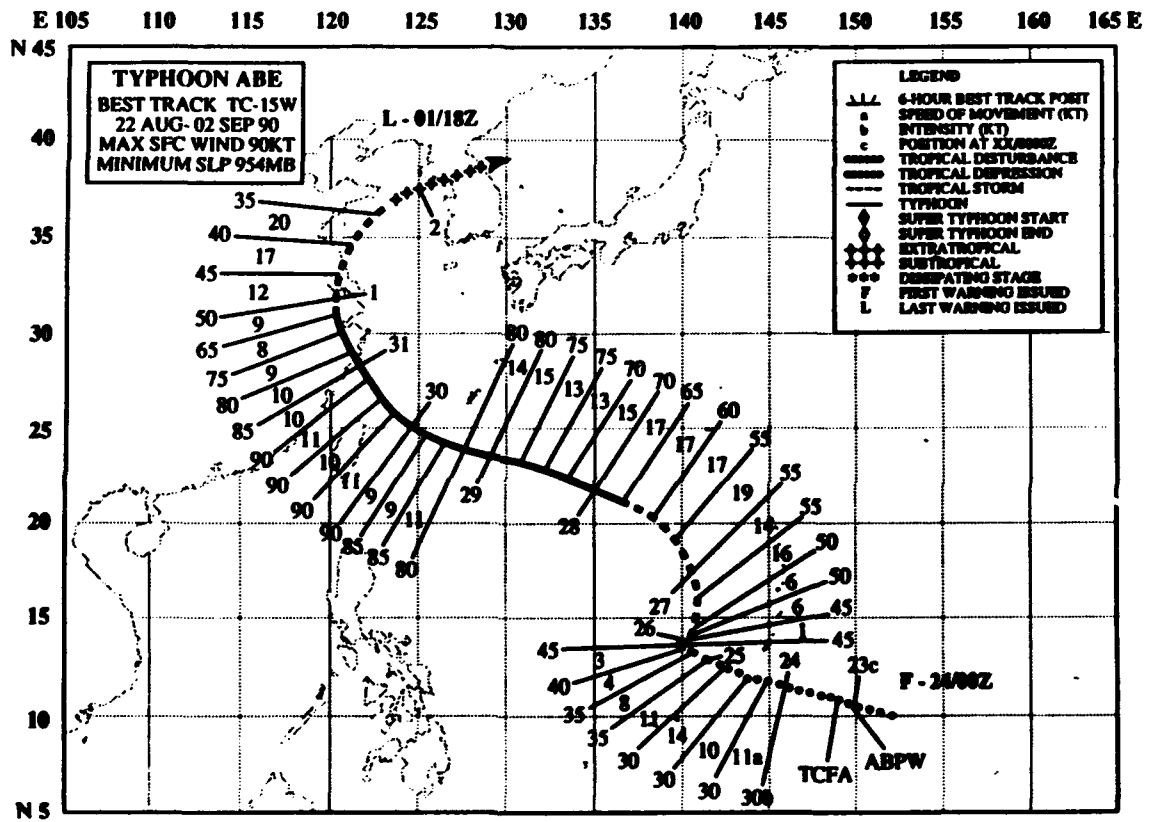 E 105 110 115 120 125 130 135 140 145 150 155 160 165 E
N 45
TYPHOON ABE
BEST TRACK TC-15W
22 AUG- 02 SEP 90
MAX SFC WIND 90KT
MINIMUM SLP 954MB
LEGEND
6-HOUR BEST TRACK POSIT
a SPEED OF MOVEMENT (KT)
b INTENSITY (KT)
c POSITION AT XX/0000Z
TROPICAL DISTURBANCE
TROPICAL DEPRESSION
TROPICAL STORM
TYPHOON
SUPER TYPHOON START
SUPER TYPHOON END
EXTRATROPICAL
SUBTROPICAL
DISSIPATING STAGE
F FIRST WARNING ISSUED
L LAST WARNING ISSUED
L - 01/18Z
40
35
30
25
20
15
10
N 5
35
20
40
17
45
12
50
9
65
8
75
9
80
10
85
10
90
11
90
10
90
11
90
9
85
9
85
11
80
2
1
31
30
29
28
27
26
25
24
23c
80
14
80
15
75
13
75
13
70
15
70
17
65
17
60
17
55
19
55
14
55
16
50
6
50
6
45
1
45
45
3
40
4
35
8
35
11
30
14
30
10
30
11a
30b
F - 24/00Z
TCFA
ABPW